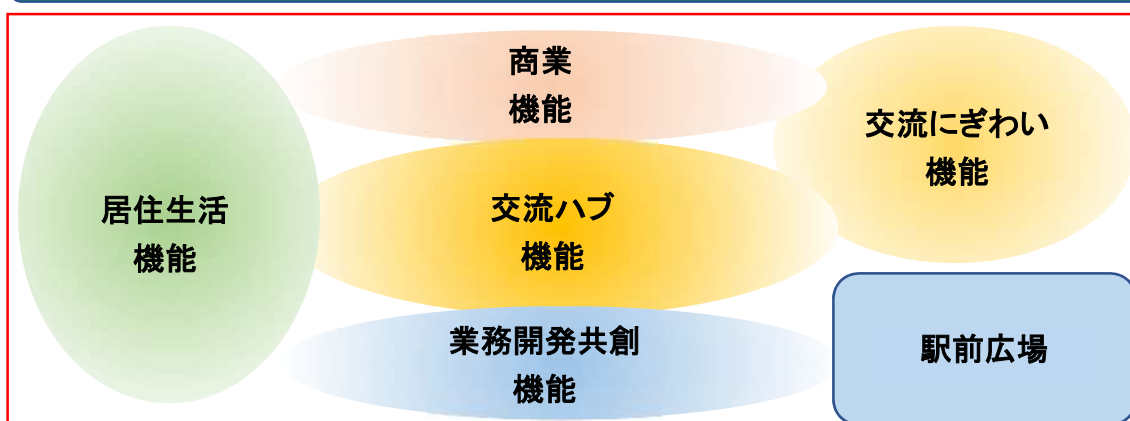 商業
機能
交流にぎわい
機能
居住生活
機能
交流ハブ
機能
業務開発共創
機能
駅前広場